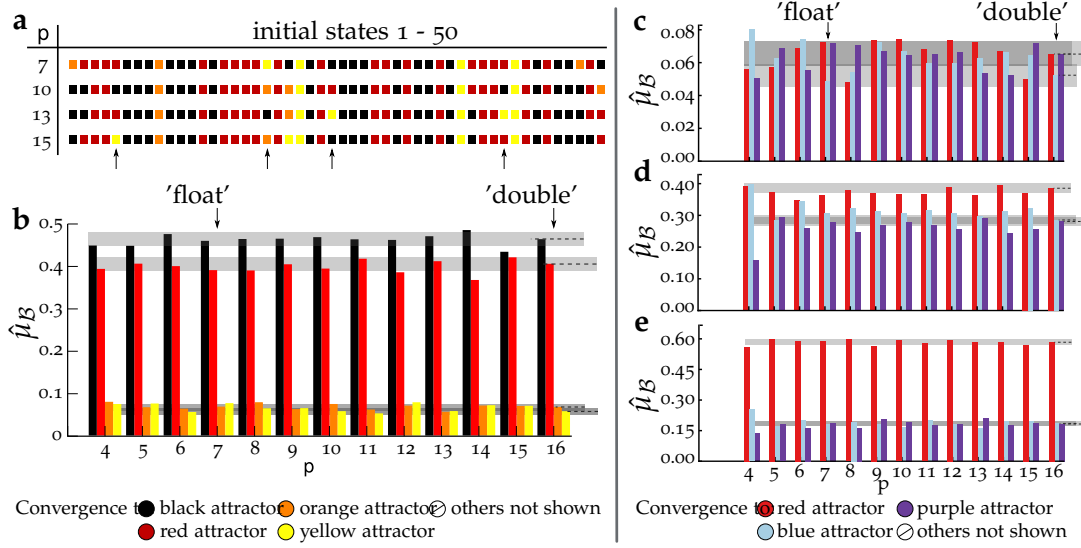 a
p initial states 1 - 50
7
10
13
15
b
'float' 'double'
0.5
0.4
0.3
0.2
0.1
0
μ̂_B
4 5 6 7 8 9 10 11 12 13 14 15 16
p
Convergence to: black attractor orange attractor others not shown
red attractor yellow attractor
c
'float' 'double'
0.08
0.06
0.04
0.02
0.00
μ̂_B
d
0.40
0.30
0.20
0.10
0.00
μ̂_B
e
0.60
0.45
0.30
0.15
0.00
μ̂_B
4 5 6 7 8 9 10 11 12 13 14 15 16
p
Convergence to: red attractor purple attractor
blue attractor others not shown